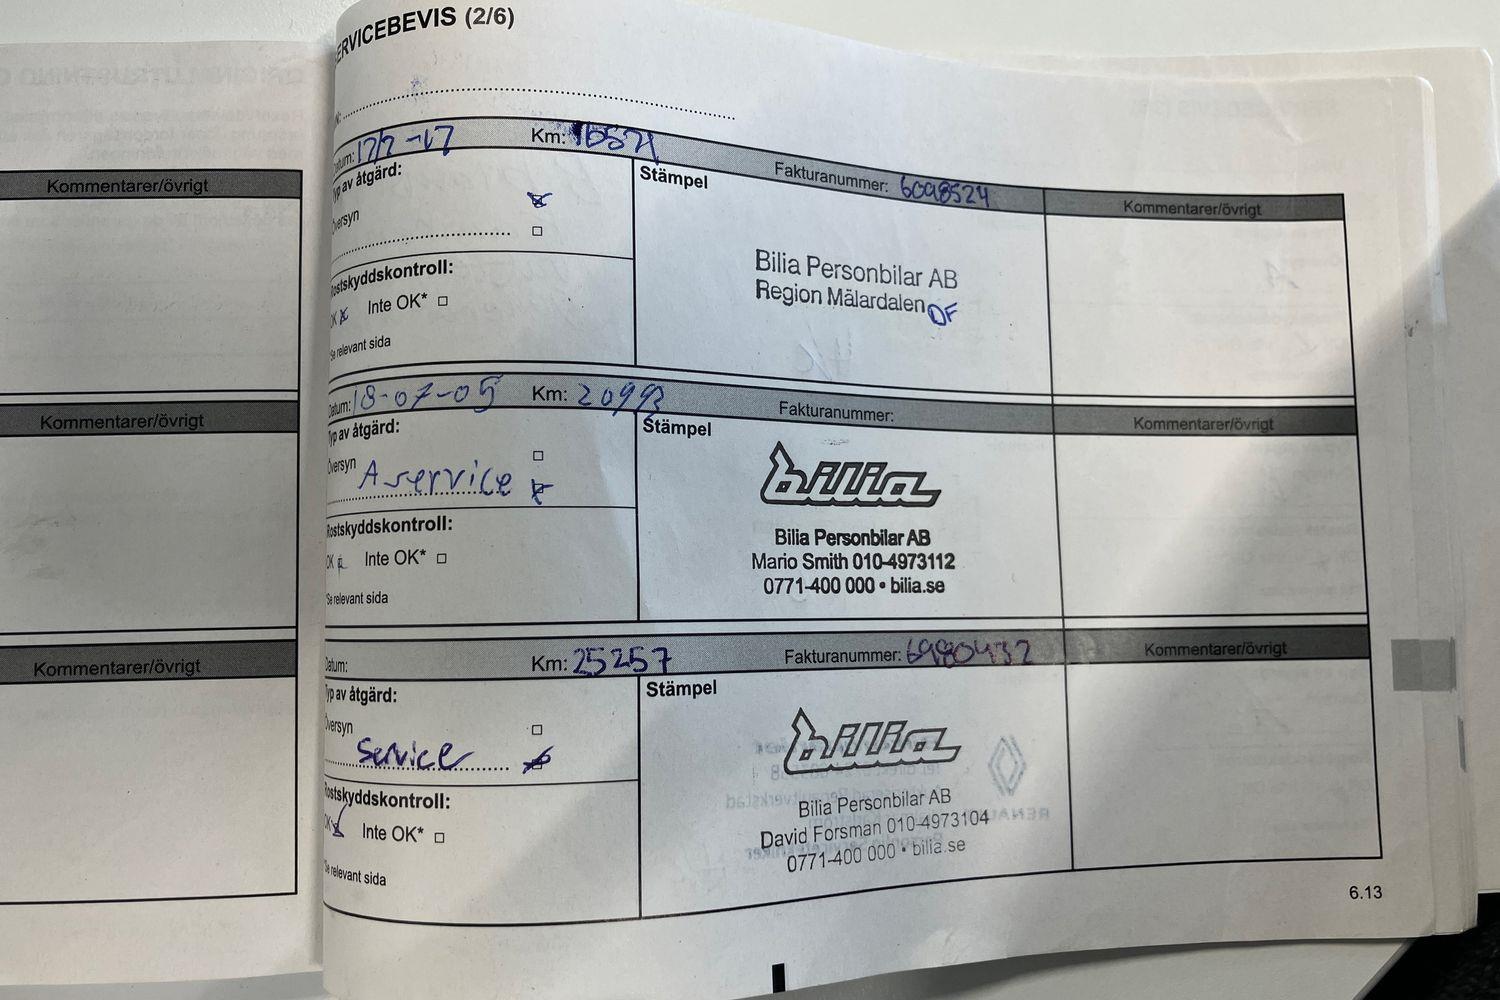 SERVICEBEVIS (2/6)
Datum: 17/7-17 Km: 16571 Fakturanummer: 6098524 Kommentarer/övrigt
Typ av åtgärd:
Översyn
Stämpel
Bilia Personbilar AB
Region Mälardalen DF
Rostskyddskontroll:
OK Inte OK*
*Se relevant sida
Datum: 18-07-05 Km: 20993 Fakturanummer: Kommentarer/övrigt
Typ av åtgärd:
Översyn
A service
Stämpel
bilia
Bilia Personbilar AB
Mario Smith 010-4973112
0771-400 000 • bilia.se
Rostskyddskontroll:
OK Inte OK*
*Se relevant sida
Datum: Km: 25257 Fakturanummer: 6980432 Kommentarer/övrigt
Typ av åtgärd:
Översyn
Service
Stämpel
bilia
Bilia Personbilar AB
David Forsman 010-4973104
0771-400 000 • bilia.se
Rostskyddskontroll:
OK Inte OK*
*Se relevant sida
6.13
Kommentarer/övrigt
Kommentarer/övrigt
Kommentarer/övrigt